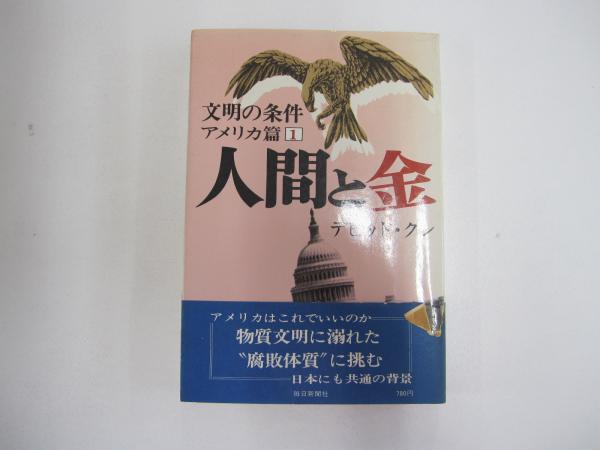 文明の条件
アメリカ篇 1
人間と金
デビッド・クン
アメリカはこれでいいのか
物質文明に溺れた
〝腐敗体質〟に挑む
日本にも共通の背景
毎日新聞社
780円